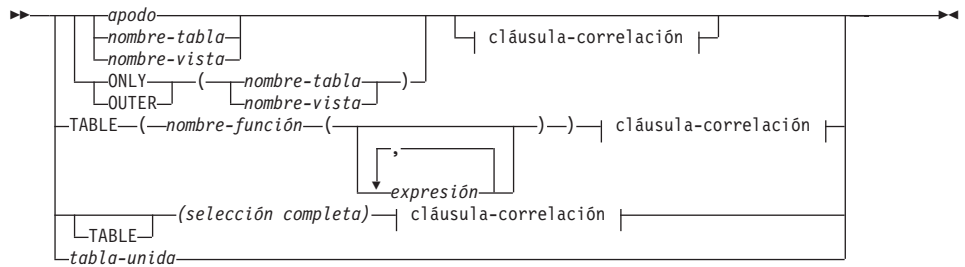 apodo
nombre-tabla
nombre-vista
cláusula-correlación
ONLY ( nombre-tabla )
OUTER nombre-vista
TABLE ( nombre-función ( ) ) cláusula-correlación
,
expresión
(selección completa) cláusula-correlación
TABLE
tabla-unida